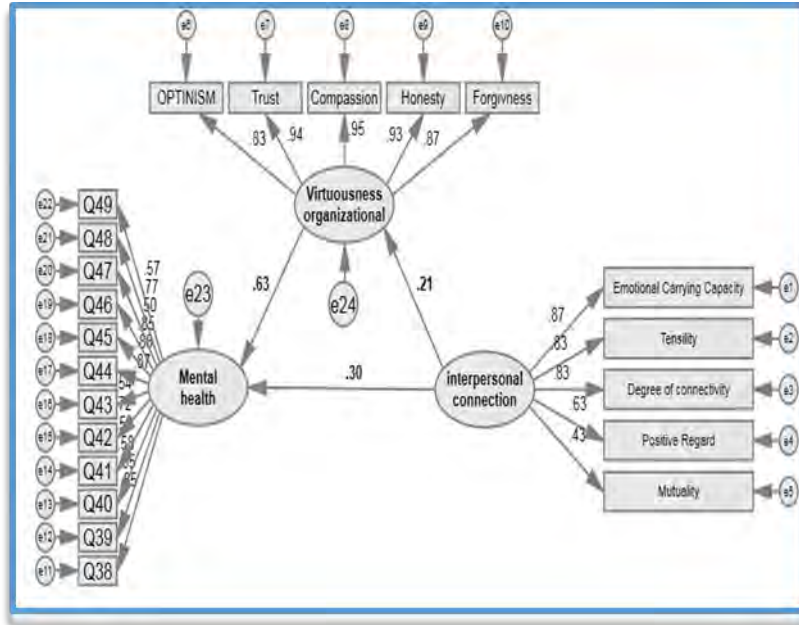 e6 e7 e8 e9 e10
OPTINISM Trust Compassion Honesty Forgivness
.83 .94 .95 .93 .87
Virtuousness
organizational
e22 Q49
e21 Q48
e20 Q47
e19 Q46
e18 Q45
e17 Q44
e16 Q43
e15 Q42
e14 Q41
e13 Q40
e12 Q39
e11 Q38
.57
.77
.50
.87
e23
Mental
health
.63
e24
.21
.30
interpersonal
connection
.87
.83
.83
.63
.43
Emotional Carrying Capacity e1
Tensility e2
Degree of connectivity e3
Positive Regard e4
Mutuality e5